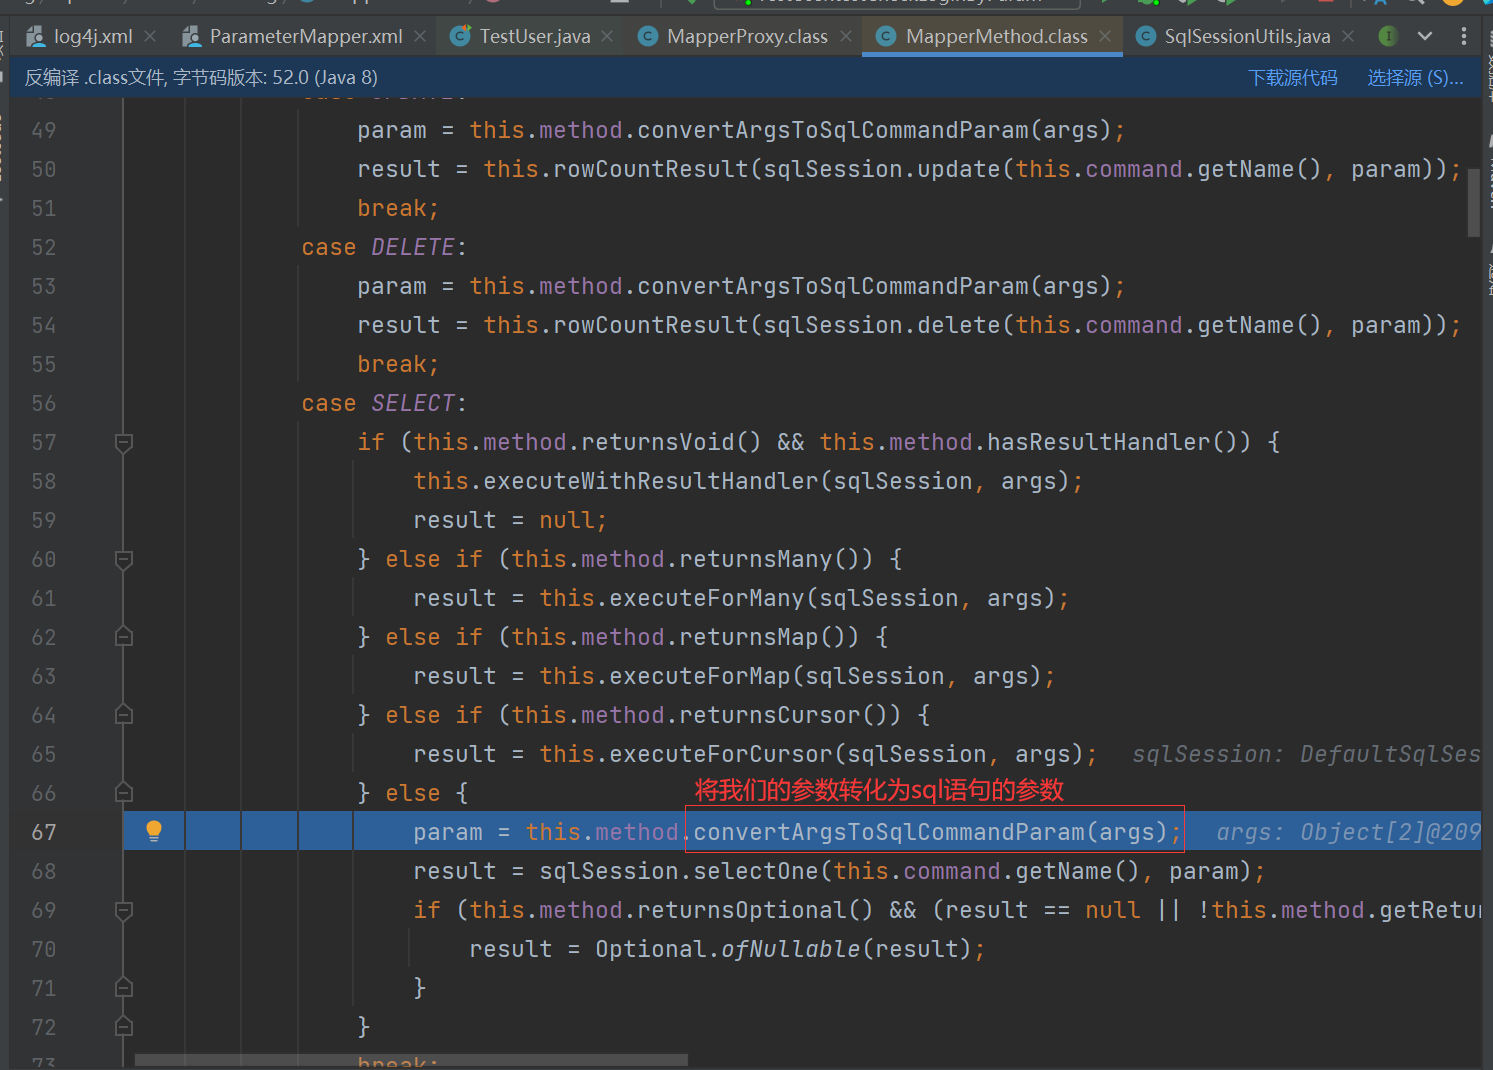 log4j.xml ParameterMapper.xml TestUser.java MapperProxy.class MapperMethod.class SqlSessionUtils.java
反编译 .class文件, 字节码版本: 52.0 (Java 8) 下载源代码 选择源 (S)...
49 param = this.method.convertArgsToSqlCommandParam(args);
50 result = this.rowCountResult(sqlSession.update(this.command.getName(), param));
51 break;
52 case DELETE:
53 param = this.method.convertArgsToSqlCommandParam(args);
54 result = this.rowCountResult(sqlSession.delete(this.command.getName(), param));
55 break;
56 case SELECT:
57 if (this.method.returnsVoid() && this.method.hasResultHandler()) {
58 this.executeWithResultHandler(sqlSession, args);
59 result = null;
60 } else if (this.method.returnsMany()) {
61 result = this.executeForMany(sqlSession, args);
62 } else if (this.method.returnsMap()) {
63 result = this.executeForMap(sqlSession, args);
64 } else if (this.method.returnsCursor()) {
65 result = this.executeForCursor(sqlSession, args); sqlSession: DefaultSqlSes
66 } else {
将我们的参数转化为sql语句的参数
67 param = this.method.convertArgsToSqlCommandParam(args); args: Object[2]@209
68 result = sqlSession.selectOne(this.command.getName(), param);
69 if (this.method.returnsOptional() && (result == null || !this.method.getRetur
70 result = Optional.ofNullable(result);
71 }
72 }
73 break;